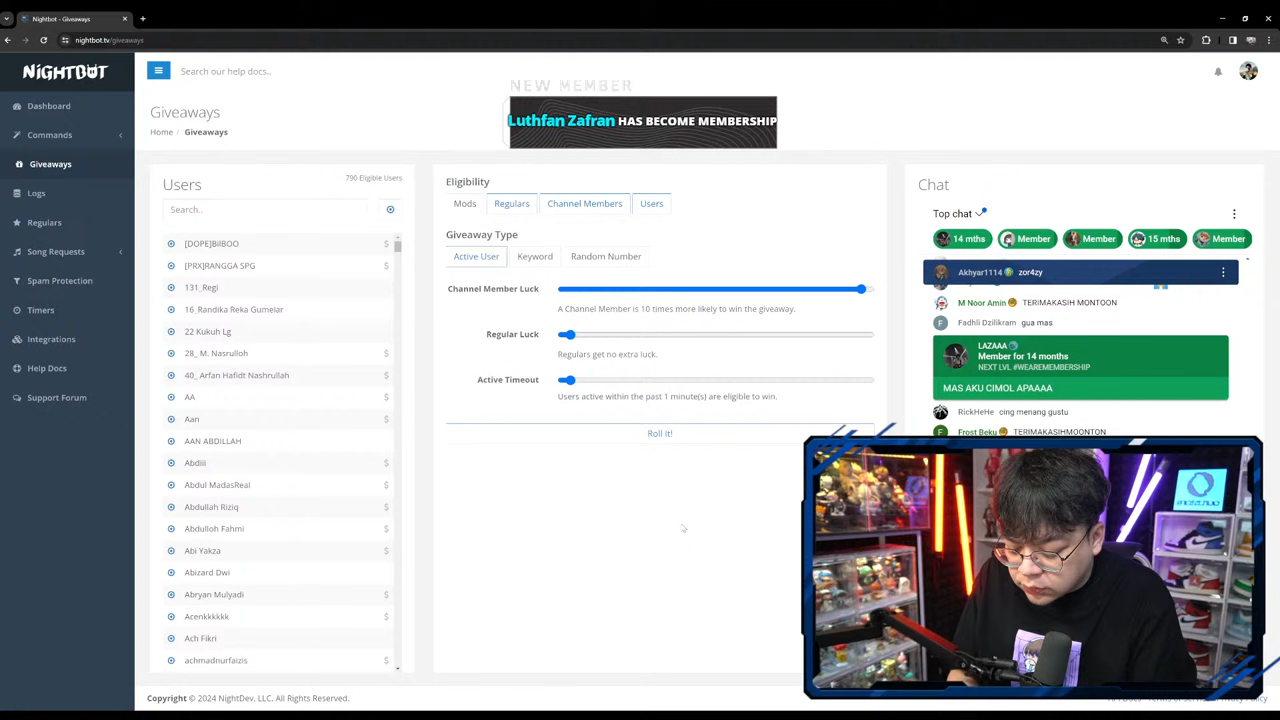 Nightbot - Giveaways
nightbot.tv/giveaways
NIGHTBOT
Search our help docs..
NEW MEMBER
Luthfan Zafran HAS BECOME MEMBERSHIP
Giveaways
Home / Giveaways
Dashboard
Commands
Giveaways
Logs
Regulars
Song Requests
Spam Protection
Timers
Integrations
Help Docs
Support Forum
Users
790 Eligible Users
Search..
[DOPE]BilBOO $
[PRX]RANGGA SPG $
131_Regi
16_Randika Reka Gumelar
22 Kukuh Lg
28_ M. Nasrulloh $
40_ Arfan Hafidt Nashrullah $
AA
Aan
AAN ABDILLAH
Abdiii $
Abdul MadasReal $
Abdullah Riziq $
Abdulloh Fahmi $
Abi Yakza $
Abizard Dwi
Abryan Mulyadi $
Acenkkkkkk $
Ach Fikri
achmadnurfaizis $
Eligibility
Mods Regulars Channel Members Users
Giveaway Type
Active User Keyword Random Number
Channel Member Luck
A Channel Member is 10 times more likely to win the giveaway.
Regular Luck
Regulars get no extra luck.
Active Timeout
Users active within the past 1 minute(s) are eligible to win.
Roll It!
Chat
Top chat
14 mths Member Member 15 mths Member
Akhyar1114 zor4zy
M Noor Amin TERIMAKASIH MONTOON
Fadhli Dzilikram gua mas
LAZAAA
Member for 14 months
NEXT LVL #WEAREMEMBERSHIP
MAS AKU CIMOL APAAAA
RickHeHe cing menang gustu
Frost Beku TERIMAKASIHMOONTON
Copyright © 2024 NightDev, LLC. All Rights Reserved.